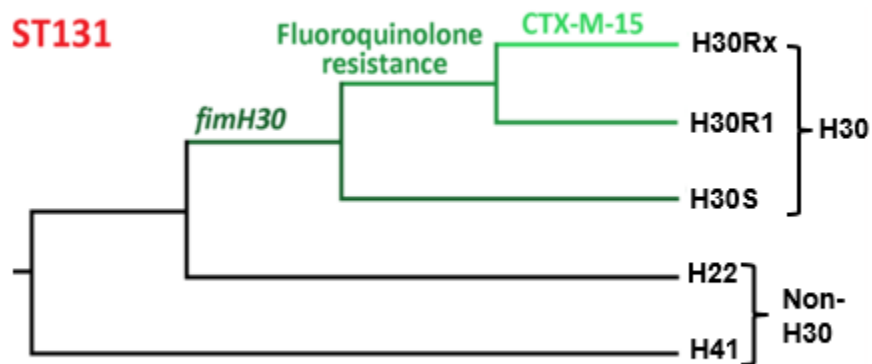 ST131
Fluoroquinolone
resistance
CTX-M-15
fimH30
H30Rx
H30R1
H30
H30S
H22
Non-
H30
H41